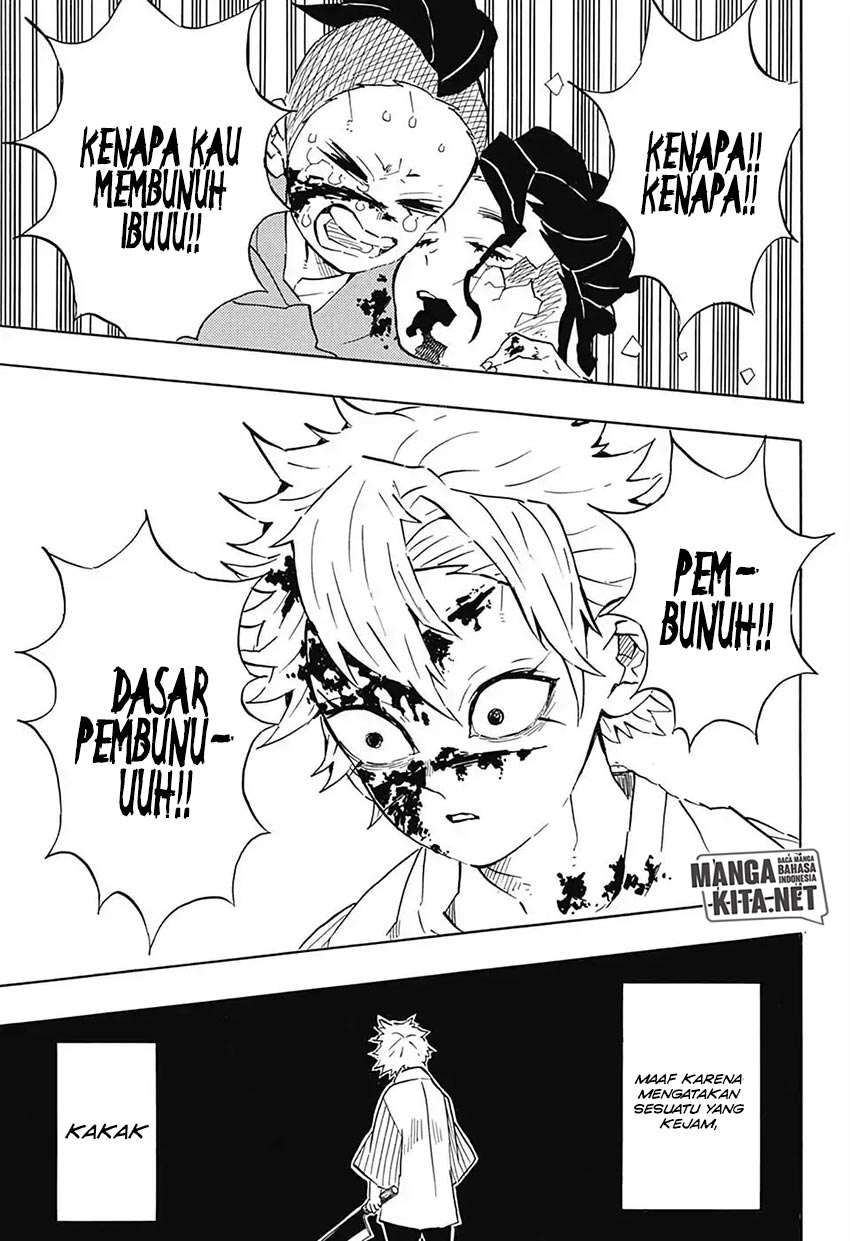 KENAPA!!
KENAPA!!
KENAPA KAU
MEMBUNUH
IBUUU!!
PEM-
BUNUH!!
DASAR
PEMBUNU-
UUH!!
MANGA
KITA.NET
BACA MANGA
BAHASA
INDONESIA
MAAF KARENA
MENGATAKAN
SESUATU YANG
KEJAM,
KAKAK